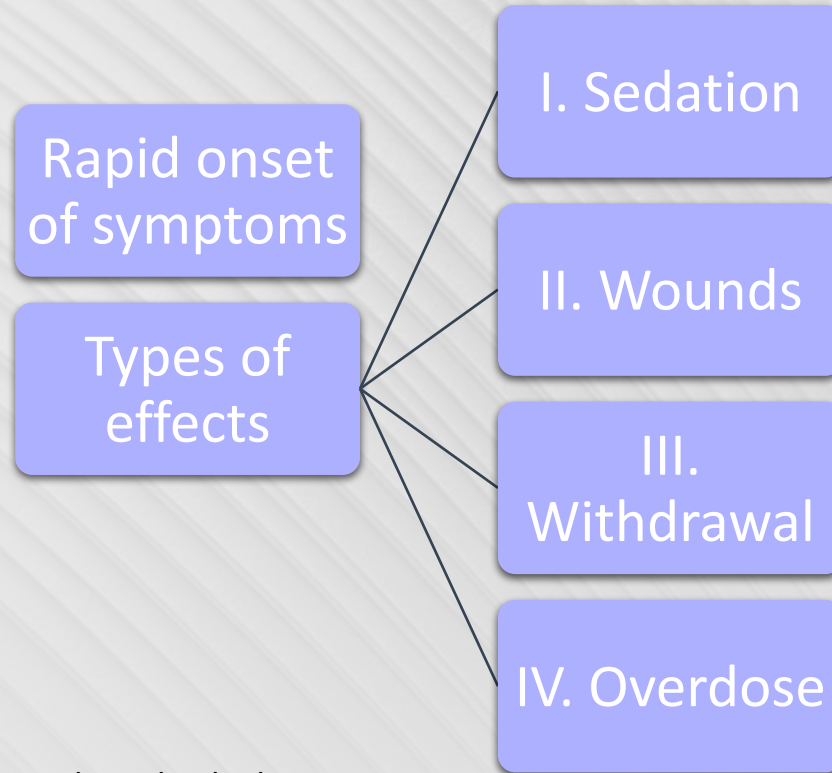 Rapid onset
of symptoms
Types of
effects
I. Sedation
II. Wounds
III.
Withdrawal
IV. Overdose